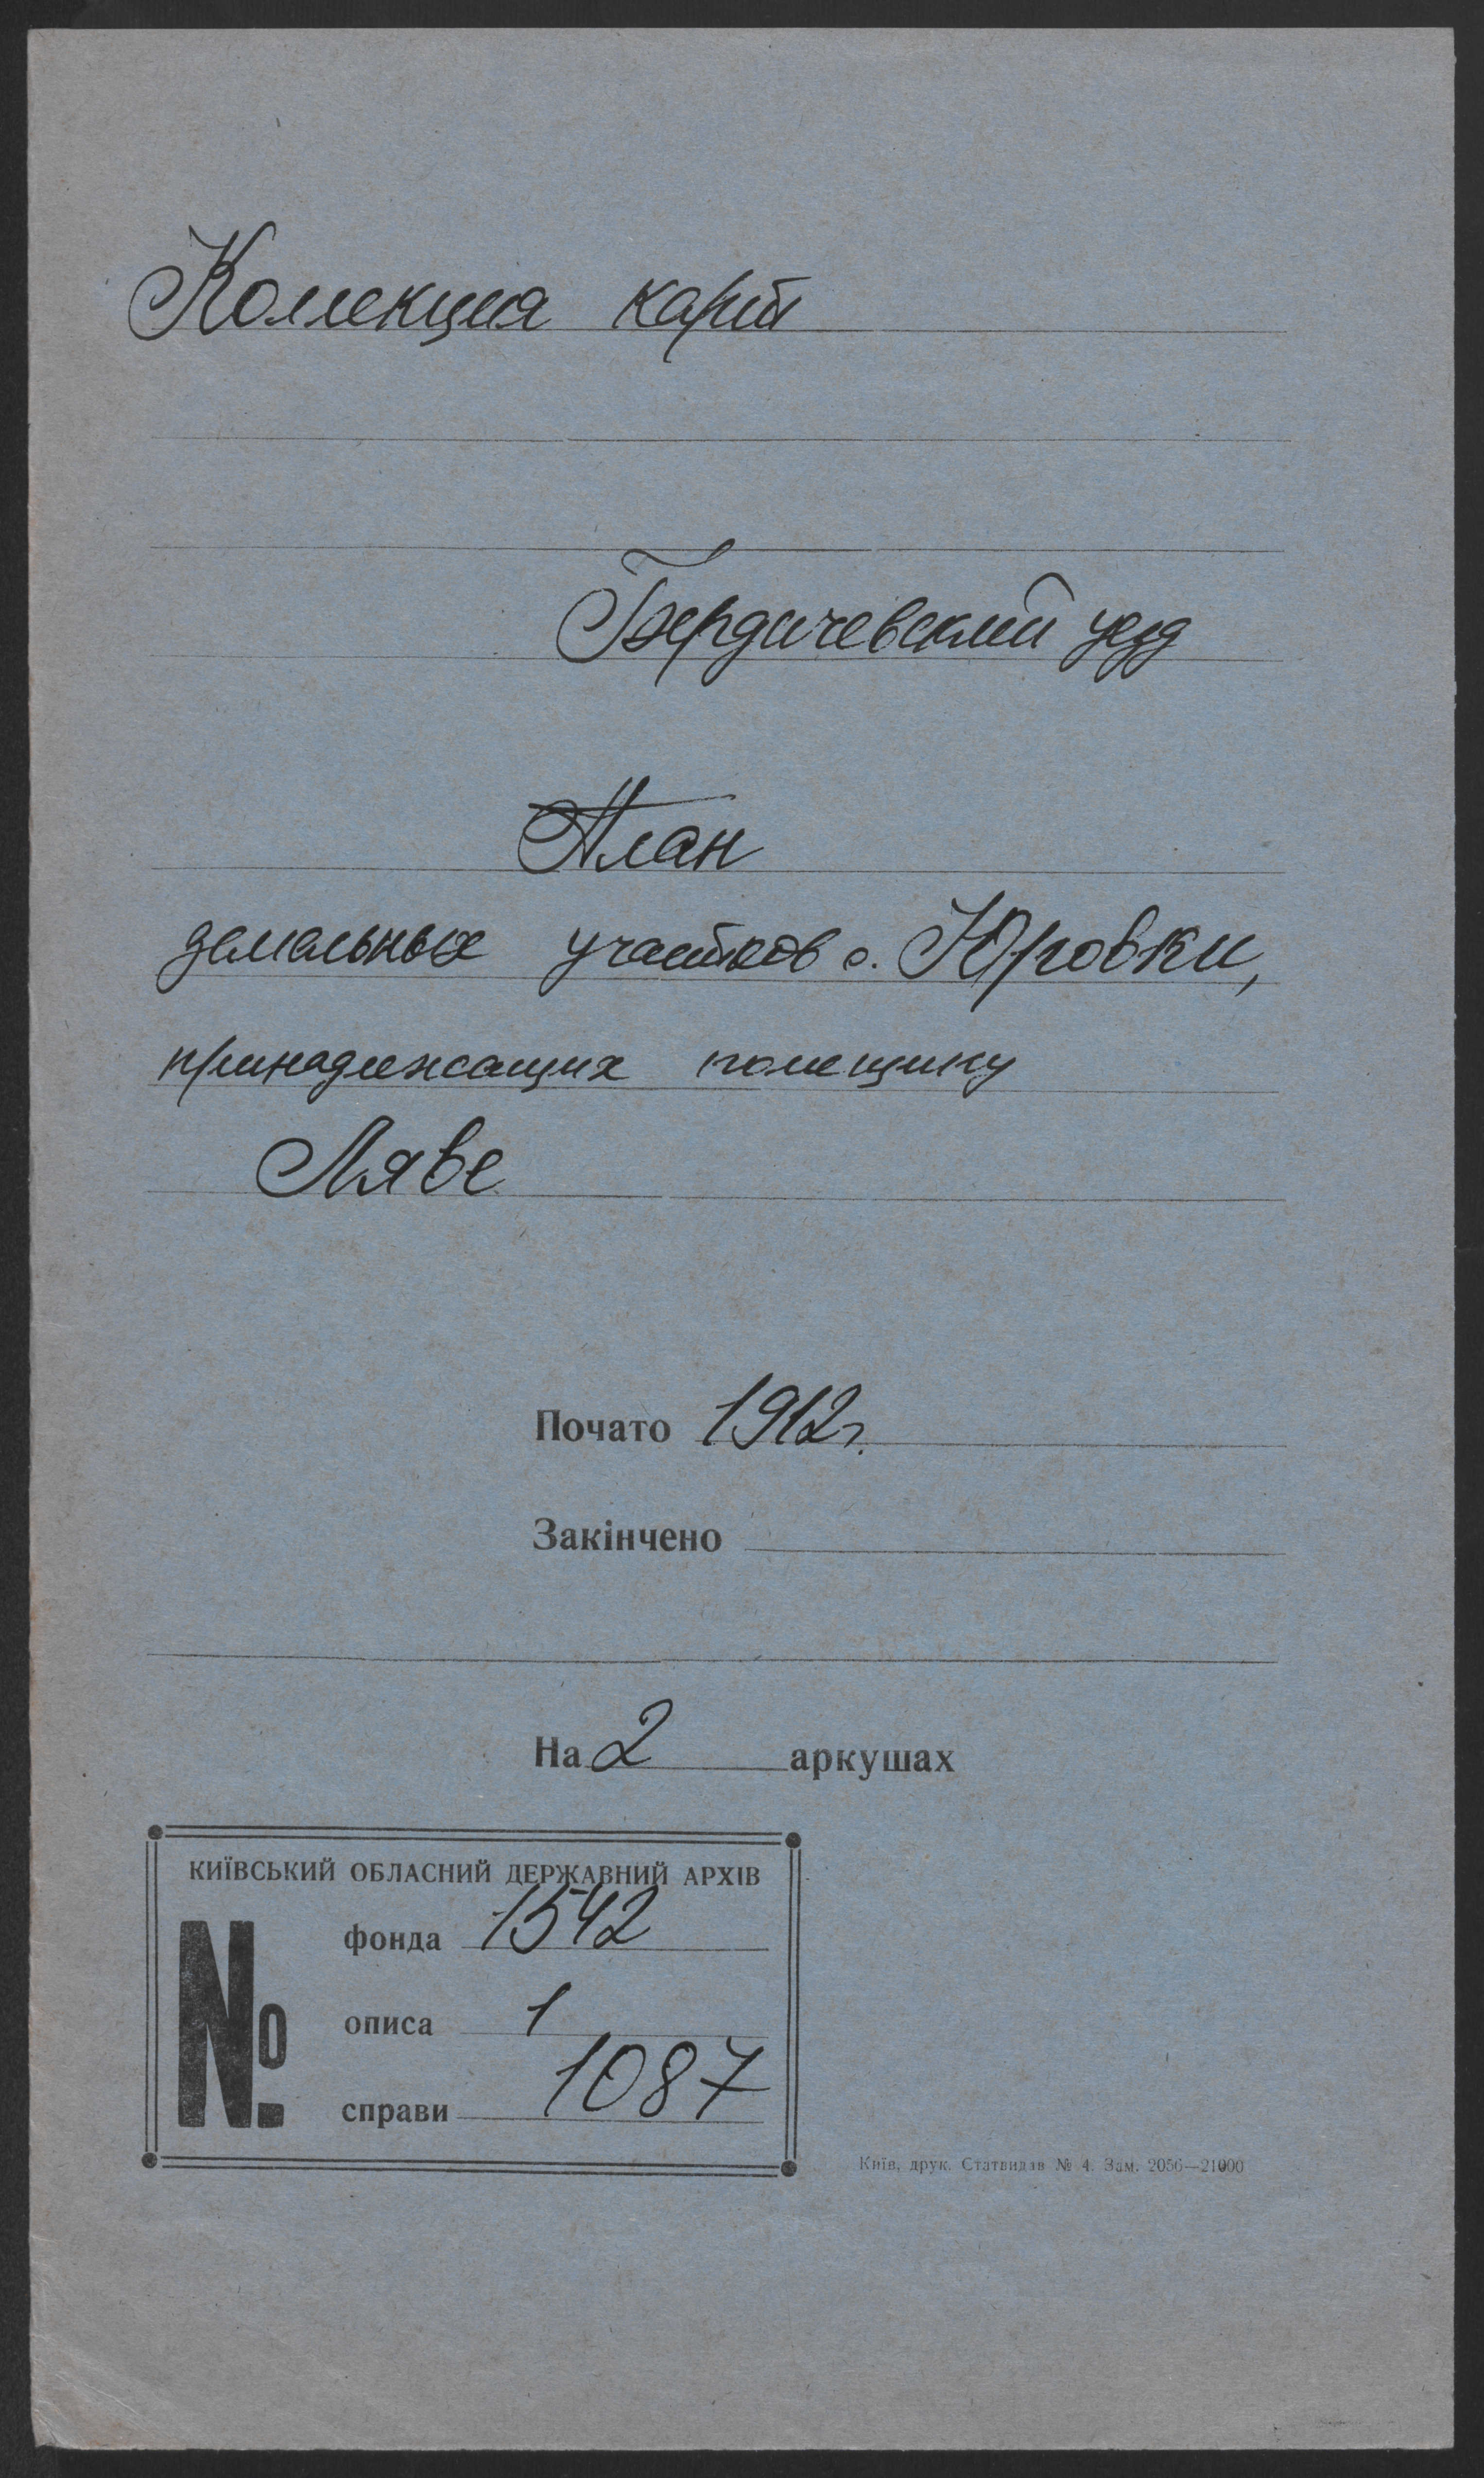 Коллекция карт
Бердичевский уезд
План
земельных участков с. Юровки,
принадлежащих помещику
Ляве
Почато 1912г.
Закінчено
На 2 аркушах
КИЇВСЬКИЙ ОБЛАСНИЙ ДЕРЖАВНИЙ АРХІВ
№
фонда 1542
описа 1
справи 1087
Київ, друк. Статвидав № 4. Зам. 2056—21000